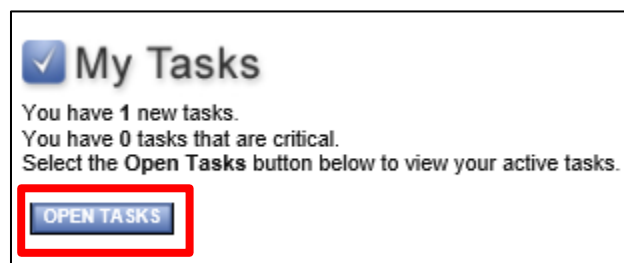 My Tasks
You have 1 new tasks.
You have 0 tasks that are critical.
Select the Open Tasks button below to view your active tasks.
OPEN TASKS